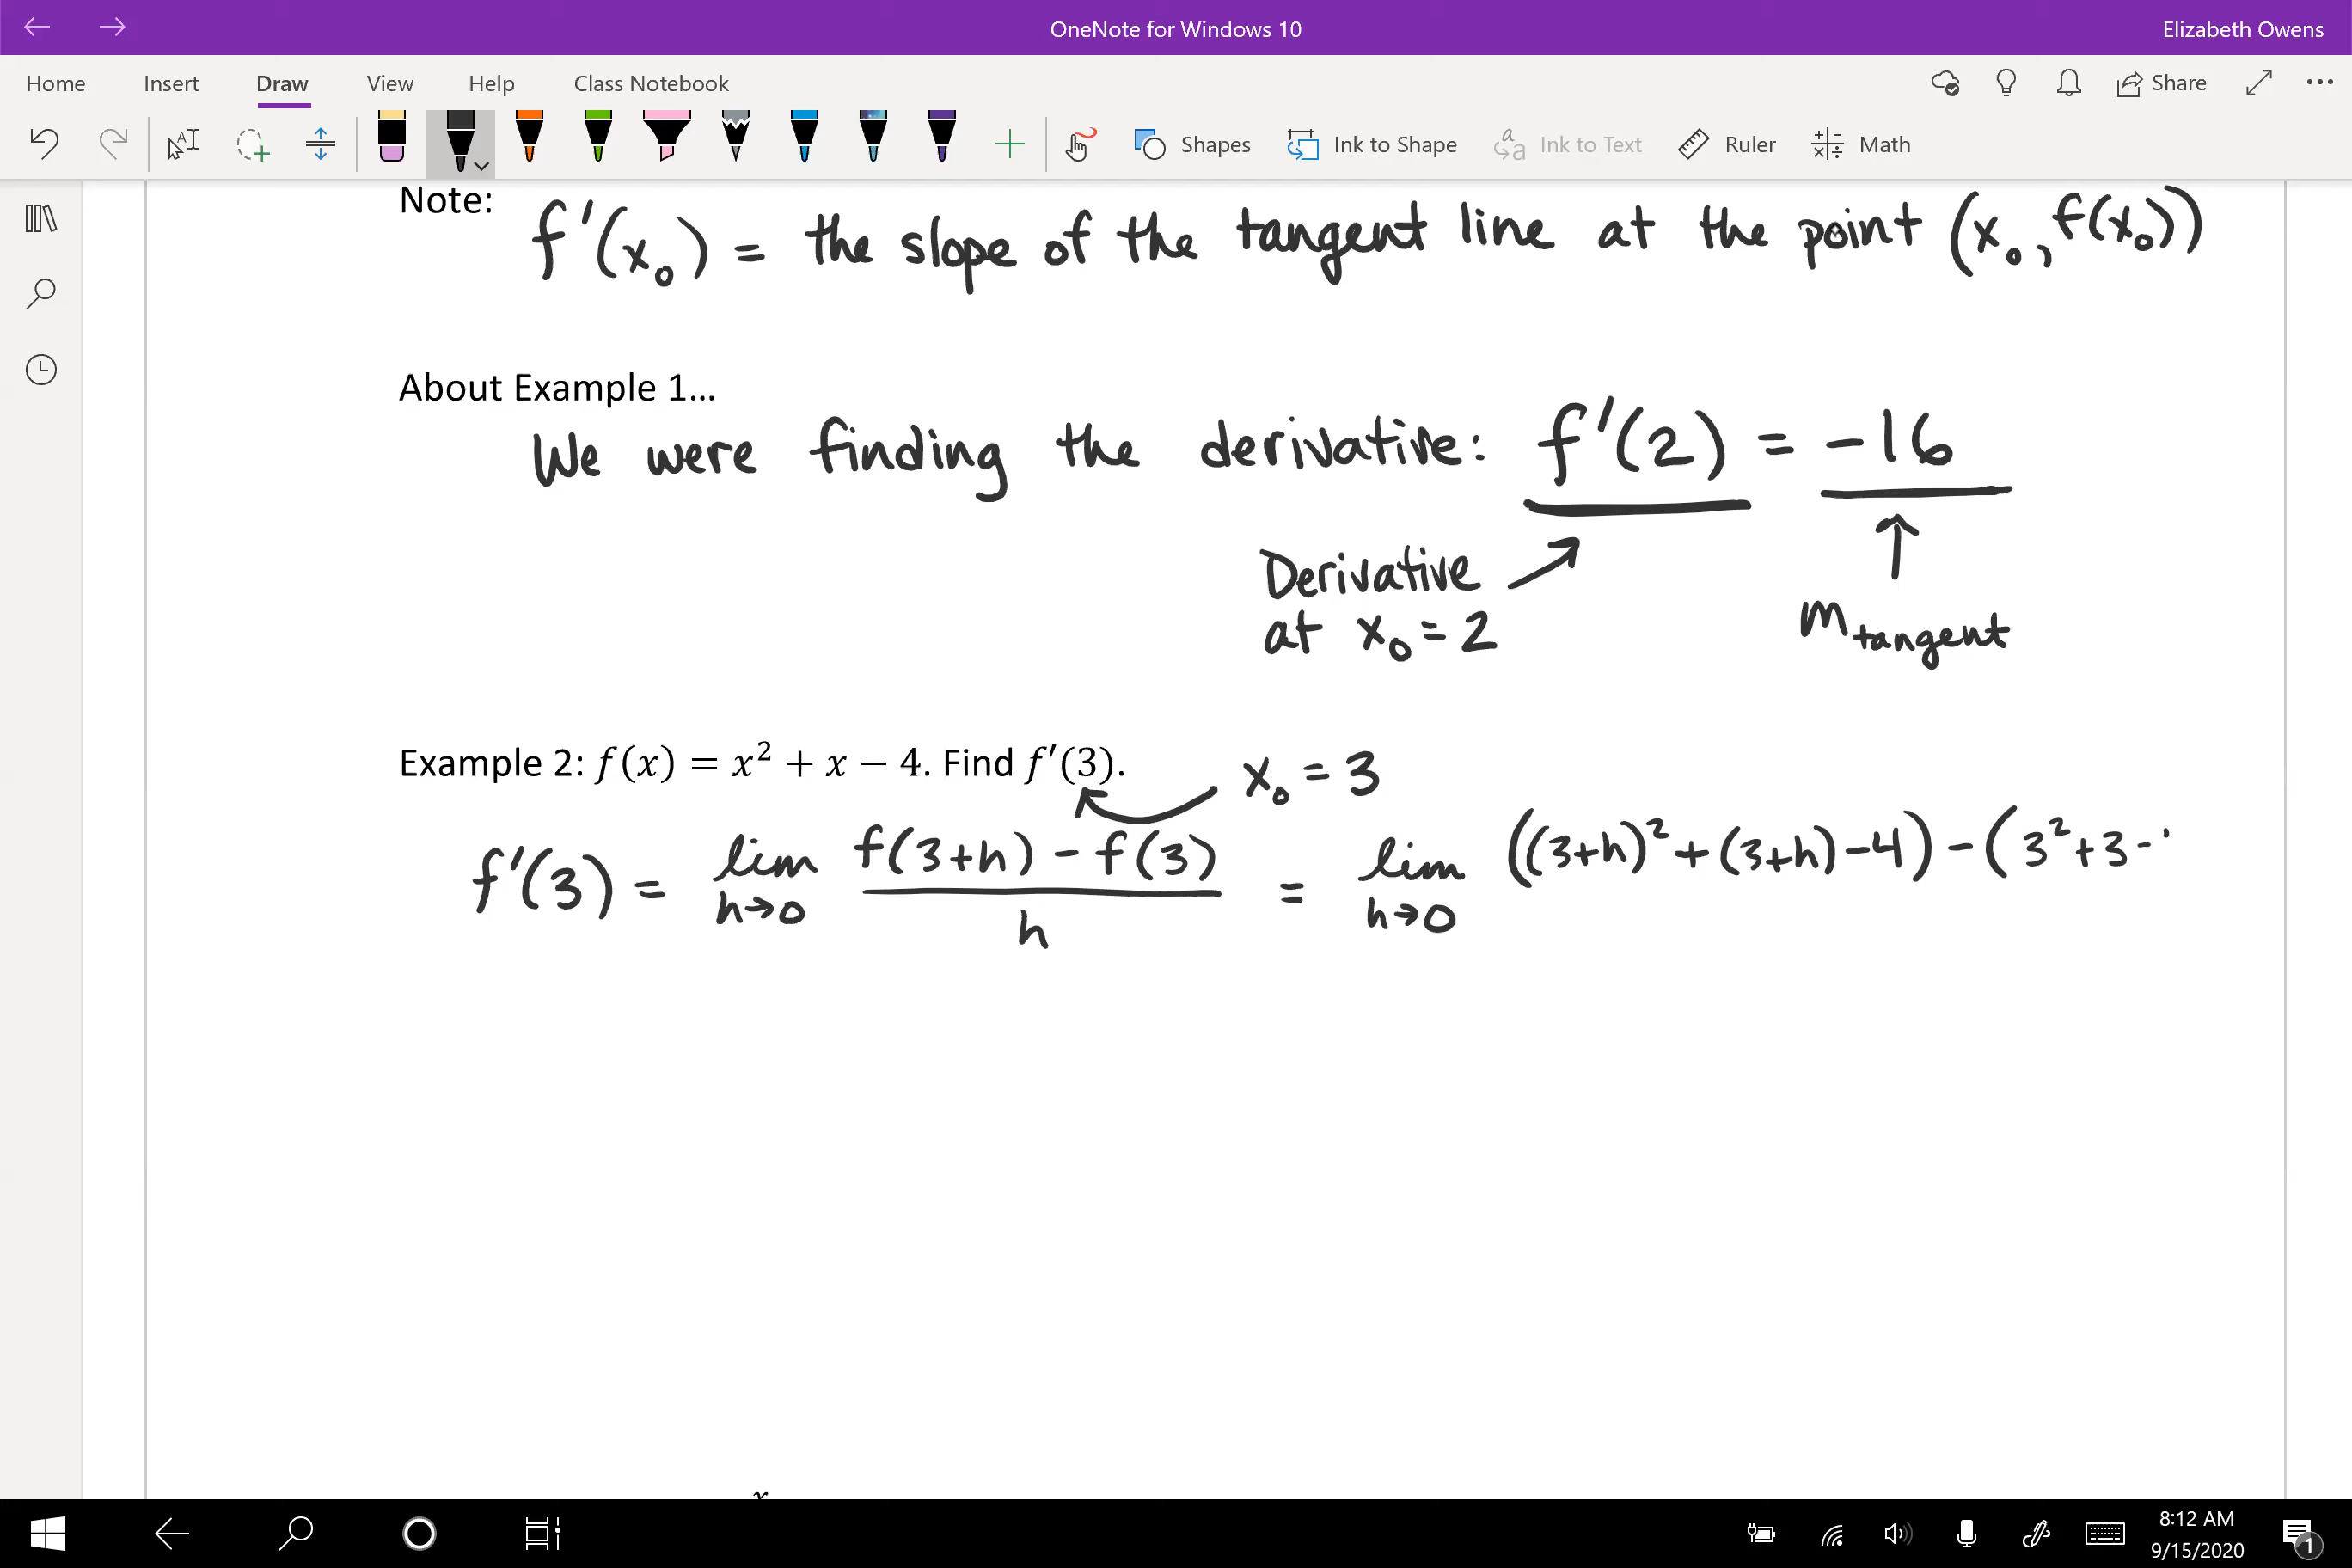 OneNote for Windows 10
Elizabeth Owens
Home Insert Draw View Help Class Notebook Share
Shapes Ink to Shape Ink to Text Ruler Math
Note: f'(x₀) = the slope of the tangent line at the point (x₀, f(x₀))
About Example 1...
We were finding the derivative: f'(2) = -16
Derivative
at x₀ = 2
m tangent
Example 2: f(x) = x² + x − 4. Find f′(3).
x₀ = 3
f'(3) = lim h→0 f(3+h) - f(3) / h = lim h→0 ((3+h)² + (3+h) - 4) - (3² + 3 -
x
8:12 AM
9/15/2020
1